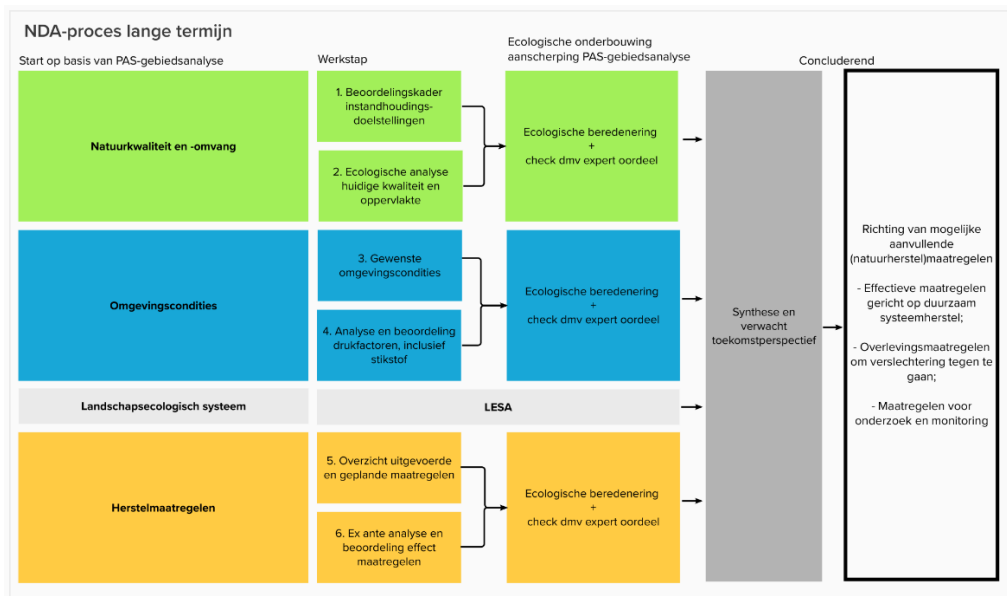 NDA-proces lange termijn
Start op basis van PAS-gebiedsanalyse
Werkstap
Ecologische onderbouwing
aanscherping PAS-gebiedsanalyse
Concluderend
Natuurkwaliteit en -omvang
1. Beoordelingskader
instandhoudings-
doelstellingen
2. Ecologische analyse
huidige kwaliteit en
oppervlakte
Ecologische beredenering
+
check dmv expert oordeel
Omgevingscondities
3. Gewenste
omgevingscondities
4. Analyse en beoordeling
drukfactoren, inclusief
stikstof
Ecologische beredenering
+
check dmv expert oordeel
Landschapsecologisch systeem
LESA
Herstelmaatregelen
5. Overzicht uitgevoerde
en geplande maatregelen
6. Ex ante analyse en
beoordeling effect
maatregelen
Ecologische beredenering
+
check dmv expert oordeel
Synthese en
verwacht
toekomstperspectief
Richting van mogelijke
aanvullende
(natuurherstel)maatregelen
- Effectieve maatregelen
gericht op duurzaam
systeemherstel;
- Overlevingsmaatregelen
om verslechtering tegen te
gaan;
- Maatregelen voor
onderzoek en monitoring